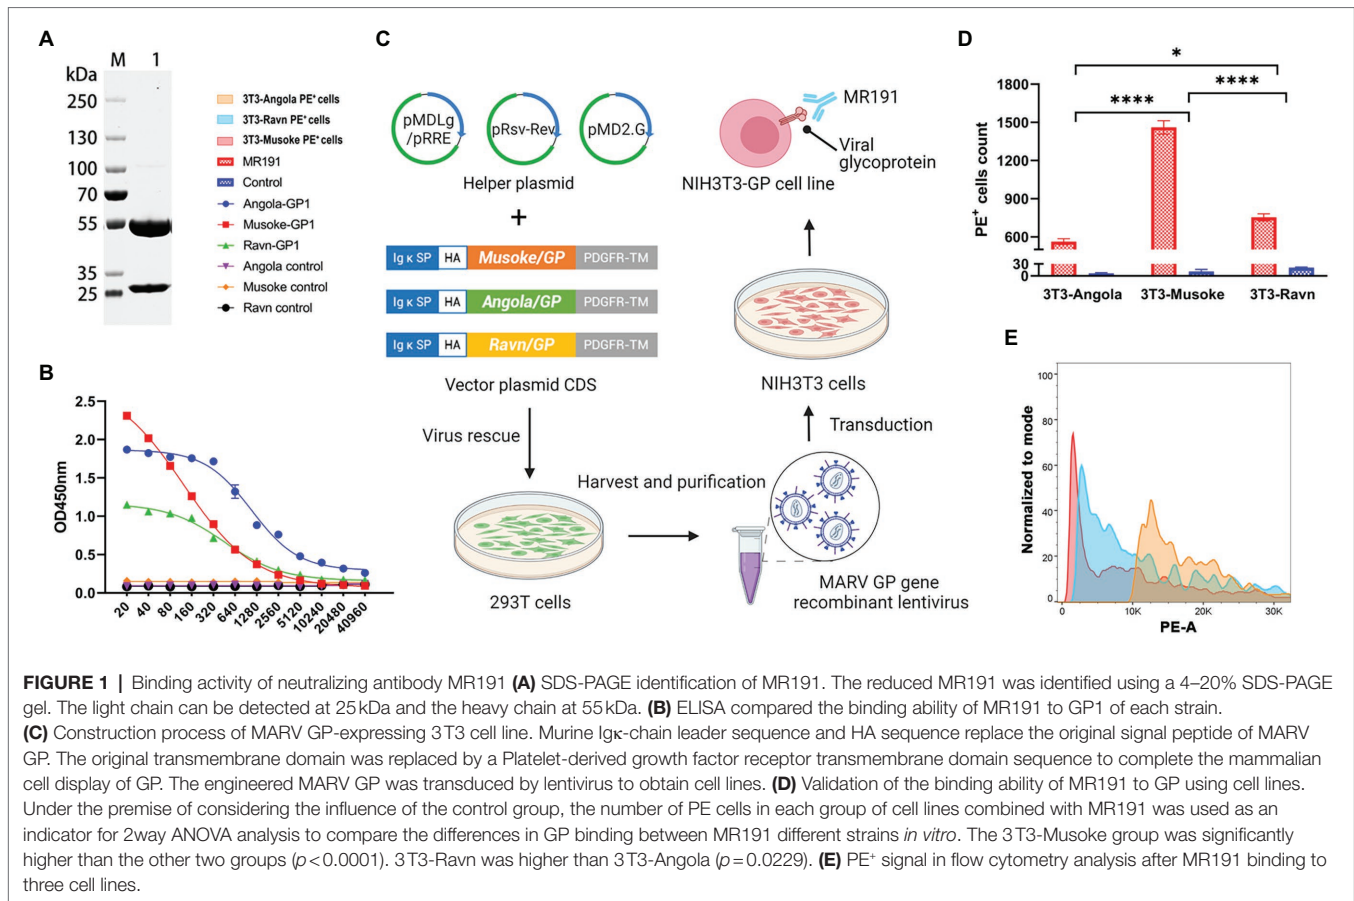 A
M 1
kDa
250
130
100
70
55
35
25
3T3-Angola PE⁺ cells
3T3-Ravn PE⁺ cells
3T3-Musoke PE⁺ cells
MR191
Control
Angola-GP1
Musoke-GP1
Ravn-GP1
Angola control
Musoke control
Ravn control
B
OD450nm
2.5
2.0
1.5
1.0
0.5
0.0
20 40 80 160 320 640 1280 2560 5120 10240 20480 40960
C
pMDLg
/pRRE
pRsv-Rev
pMD2.G
Helper plasmid
+
Ig κ SP HA Musoke/GP PDGFR-TM
Ig κ SP HA Angola/GP PDGFR-TM
Ig κ SP HA Ravn/GP PDGFR-TM
Vector plasmid CDS
Virus rescue
293T cells
Harvest and purification
MARV GP gene
recombinant lentivirus
Transduction
NIH3T3 cells
NIH3T3-GP cell line
MR191
Viral
glycoprotein
D
PE⁺ cells count
1800
1500
1200
900
600
30
0
*
****
****
3T3-Angola 3T3-Musoke 3T3-Ravn
E
Normalized to mode
100
80
60
40
20
0
0 10K 20K 30K
PE-A
FIGURE 1 | Binding activity of neutralizing antibody MR191 (A) SDS-PAGE identification of MR191. The reduced MR191 was identified using a 4–20% SDS-PAGE
gel. The light chain can be detected at 25 kDa and the heavy chain at 55 kDa. (B) ELISA compared the binding ability of MR191 to GP1 of each strain.
(C) Construction process of MARV GP-expressing 3T3 cell line. Murine Igκ-chain leader sequence and HA sequence replace the original signal peptide of MARV
GP. The original transmembrane domain was replaced by a Platelet-derived growth factor receptor transmembrane domain sequence to complete the mammalian
cell display of GP. The engineered MARV GP was transduced by lentivirus to obtain cell lines. (D) Validation of the binding ability of MR191 to GP using cell lines.
Under the premise of considering the influence of the control group, the number of PE cells in each group of cell lines combined with MR191 was used as an
indicator for 2way ANOVA analysis to compare the differences in GP binding between MR191 different strains in vitro. The 3T3-Musoke group was significantly
higher than the other two groups (p < 0.0001). 3T3-Ravn was higher than 3T3-Angola (p = 0.0229). (E) PE⁺ signal in flow cytometry analysis after MR191 binding to
three cell lines.